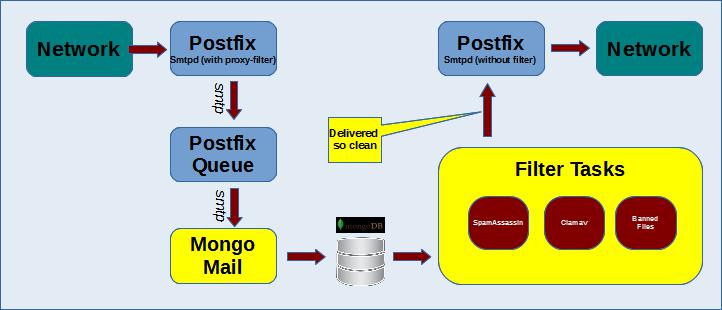 Network
Postfix
Smtpd (with proxy-filter)
Postfix
Smtpd (without filter)
Network
smtp
Postfix
Queue
Delivered
so clean
smtp
Mongo
Mail
mongoDB
Filter Tasks
SpamAssassin
Clamav
Banned
Files